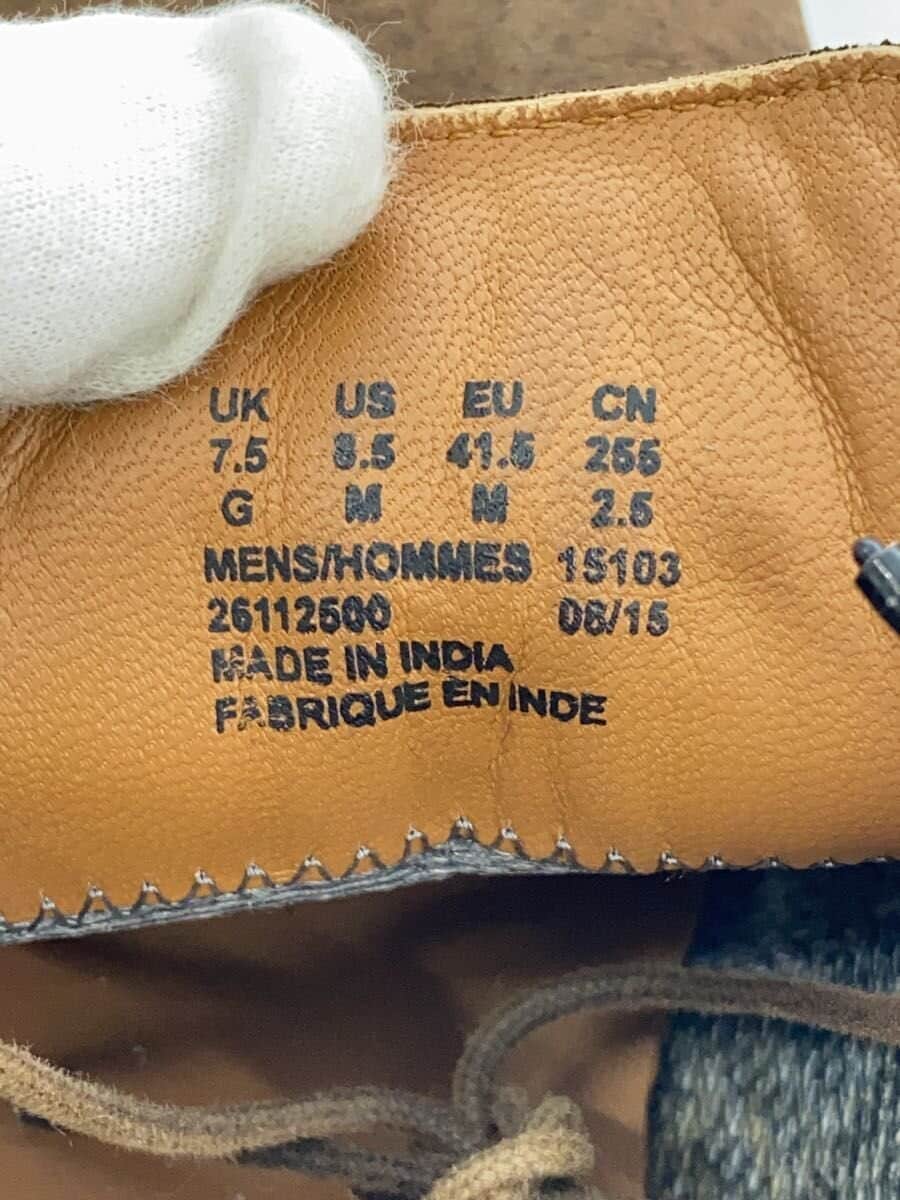 UK US EU CN
7.5 8.5 41.5 255
G M M 2.5
MENS/HOMMES 15103
26112500 06/15
MADE IN INDIA
FABRIQUE EN INDE